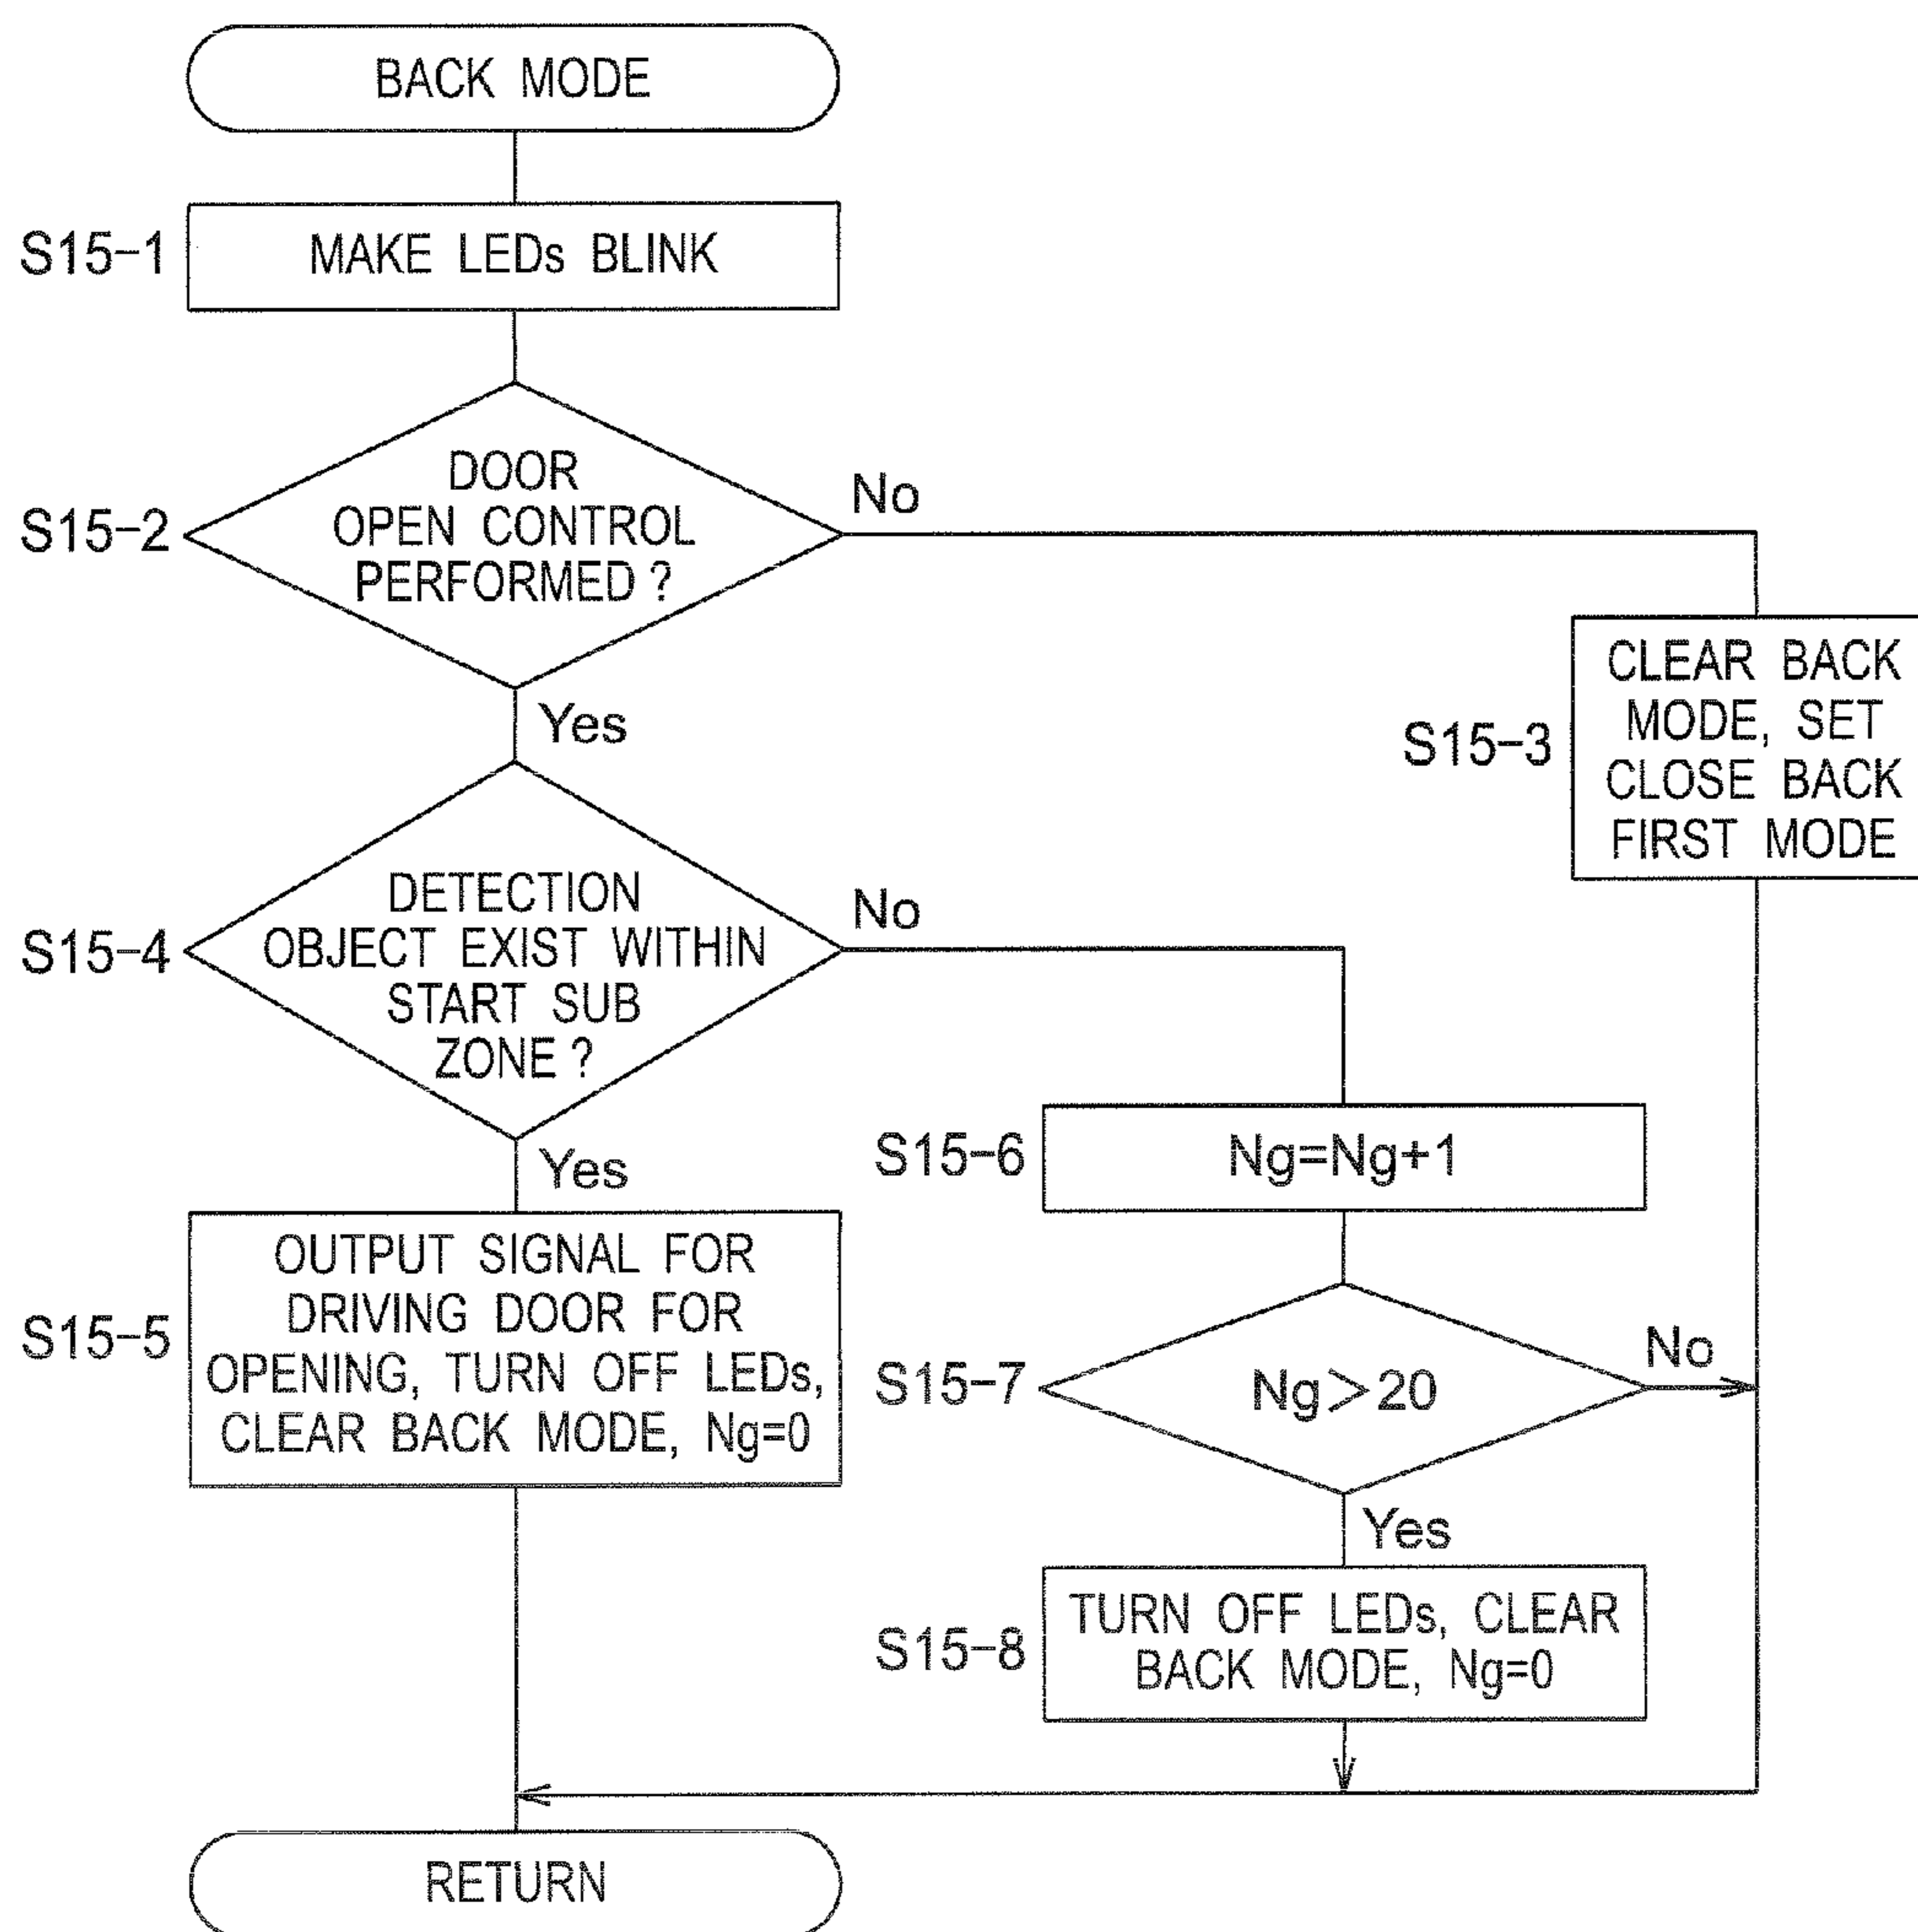 BACK MODE
S15-1
MAKE LEDs BLINK
S15-2
DOOR
OPEN CONTROL
PERFORMED ?
No
Yes
S15-3
CLEAR BACK
MODE, SET
CLOSE BACK
FIRST MODE
S15-4
DETECTION
OBJECT EXIST WITHIN
START SUB
ZONE ?
No
Yes
S15-5
OUTPUT SIGNAL FOR
DRIVING DOOR FOR
OPENING, TURN OFF LEDs,
CLEAR BACK MODE, Ng=0
S15-6
Ng=Ng+1
S15-7
Ng>20
No
Yes
S15-8
TURN OFF LEDs, CLEAR
BACK MODE, Ng=0
RETURN